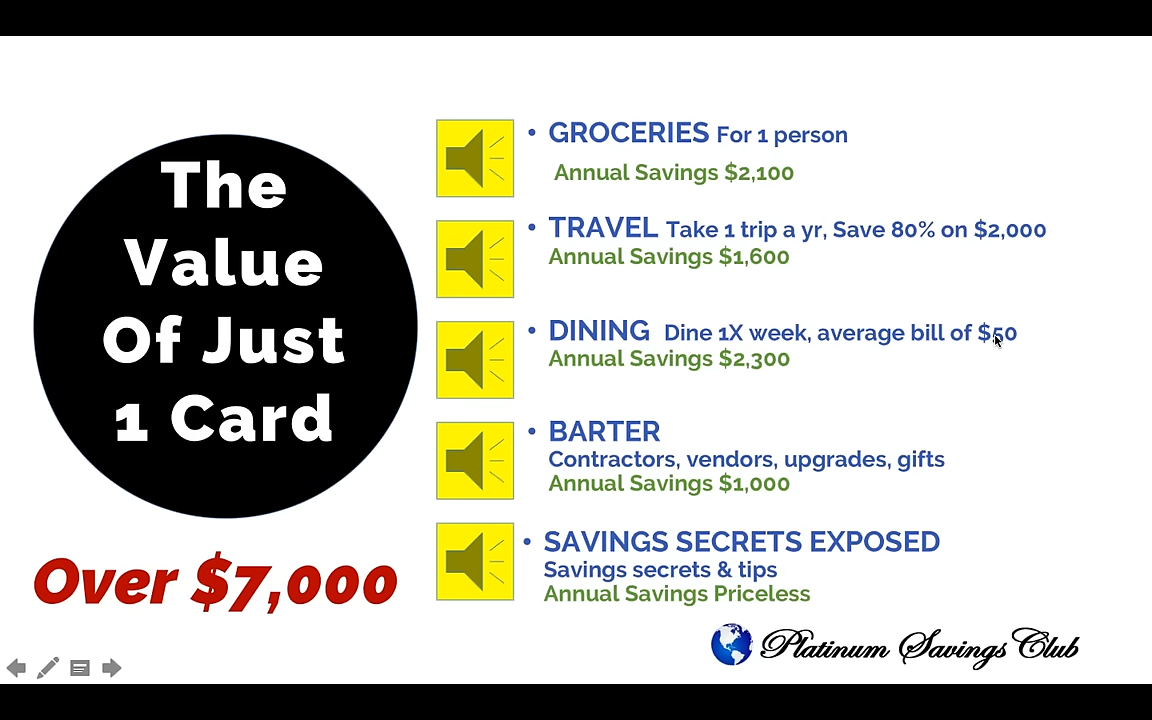 The
Value
Of Just
1 Card
Over $7,000
• GROCERIES For 1 person
Annual Savings $2,100
• TRAVEL Take 1 trip a yr, Save 80% on $2,000
Annual Savings $1,600
• DINING Dine 1X week, average bill of $50
Annual Savings $2,300
• BARTER
Contractors, vendors, upgrades, gifts
Annual Savings $1,000
• SAVINGS SECRETS EXPOSED
Savings secrets & tips
Annual Savings Priceless
Platinum Savings Club